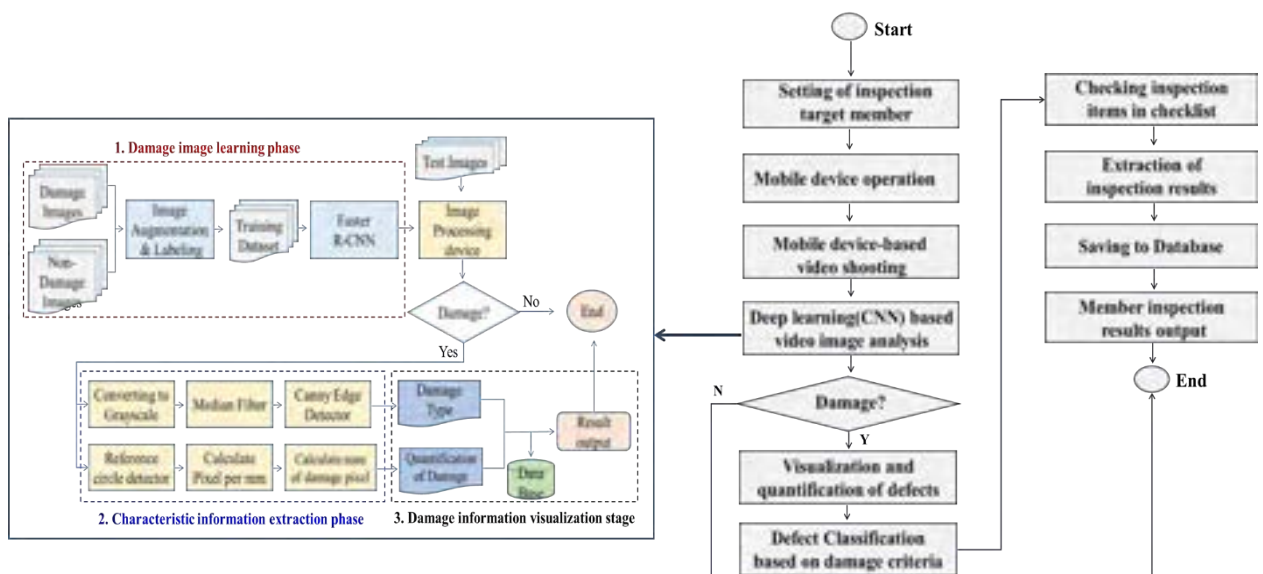 1. Damage image learning phase
Damage
Images
Non-
Damage
Images
Image
Augmentation
& Labeling
Training
Dataset
Faster
R-CNN
Test Images
Image
Processing
device
Damage?
No
End
Yes
Converting to
Grayscale
Median Filter
Canny Edge
Detector
Reference
circle detector
Calculate
Pixel per mm
Calculate
of damage pixel
2. Characteristic information extraction phase
Damage
Type
Quantification
of Damage
Data
Base
Result
output
3. Damage information visualization stage
Start
Setting of inspection
target member
Mobile device operation
Mobile device-based
video shooting
Deep learning(CNN) based
video image analysis
Damage?
N
Y
Visualization and
quantification of defects
Defect Classification
based on damage criteria
Checking inspection
items in checklist
Extraction of
inspection results
Saving to Database
Member inspection
results output
End